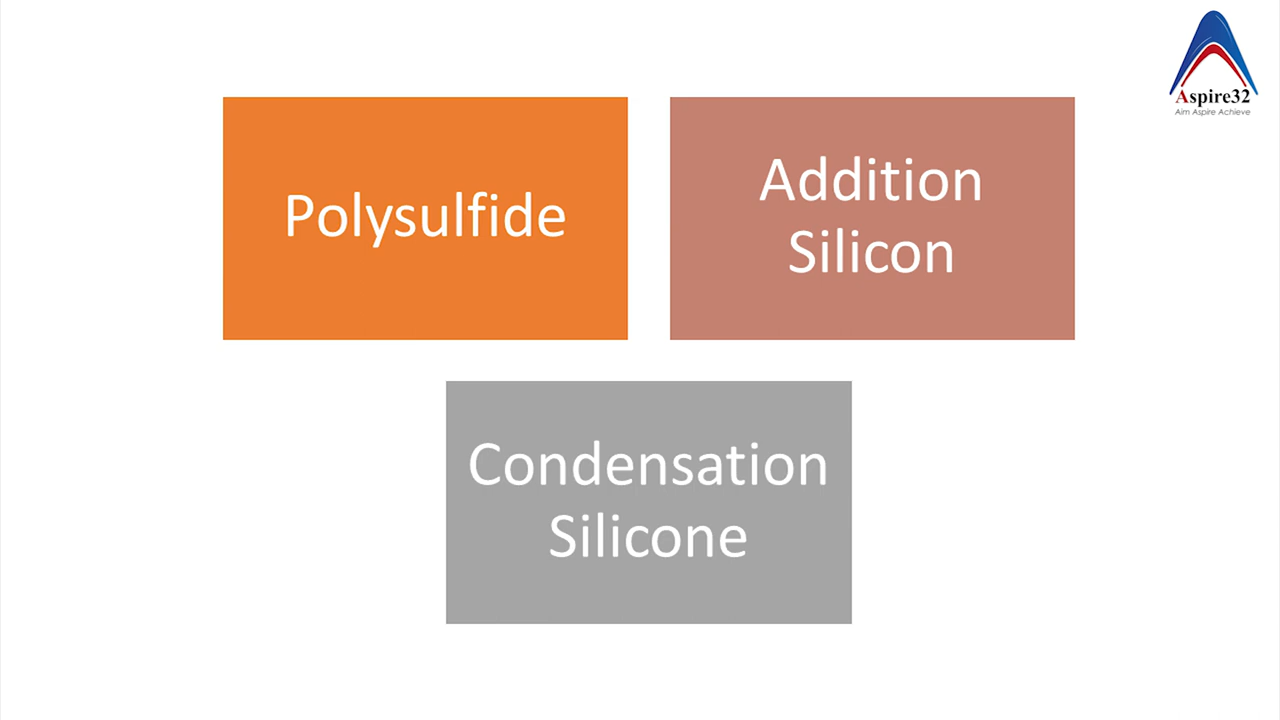 Aspire32
Aim Aspire Achieve
Polysulfide
Addition
Silicon
Condensation
Silicone